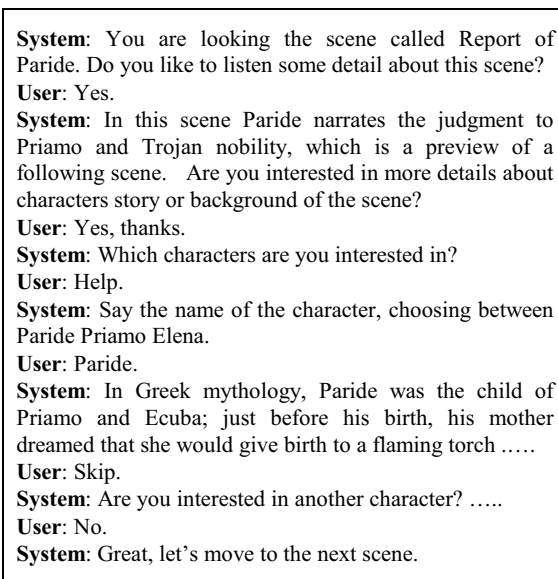 System: You are looking the scene called Report of
Paride. Do you like to listen some detail about this scene?
User: Yes.
System: In this scene Paride narrates the judgment to
Priamo and Trojan nobility, which is a preview of a
following scene. Are you interested in more details about
characters story or background of the scene?
User: Yes, thanks.
System: Which characters are you interested in?
User: Help.
System: Say the name of the character, choosing between
Paride Priamo Elena.
User: Paride.
System: In Greek mythology, Paride was the child of
Priamo and Ecuba; just before his birth, his mother
dreamed that she would give birth to a flaming torch .….
User: Skip.
System: Are you interested in another character? …..
User: No.
System: Great, let’s move to the next scene.